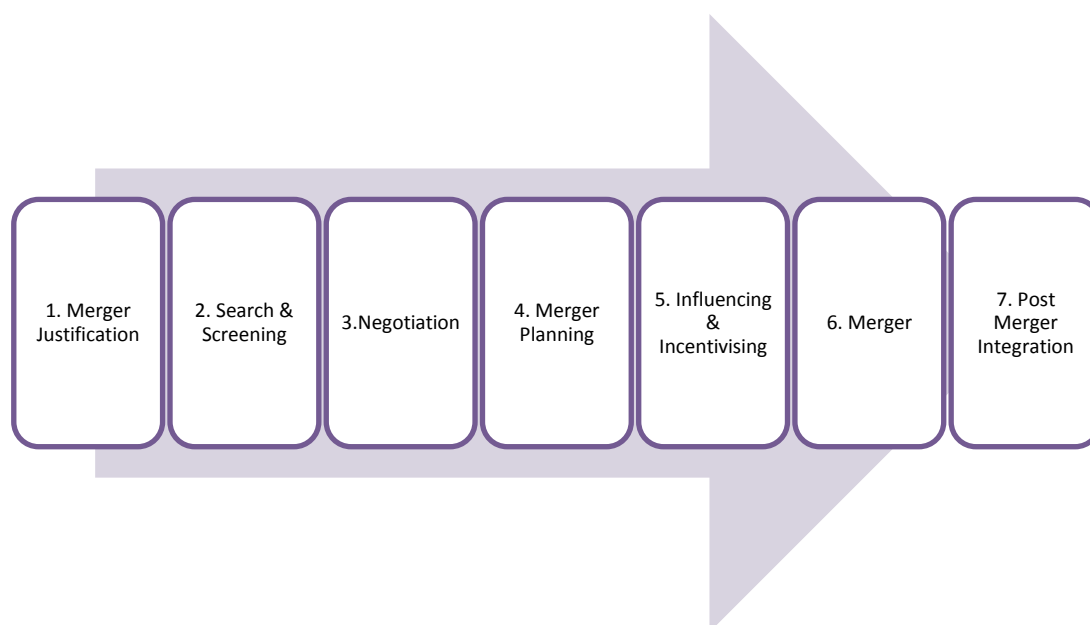 1. Merger
Justification
2. Search &
Screening
3.Negotiation
4. Merger
Planning
5. Influencing
&
Incentivising
6. Merger
7. Post
Merger
Integration